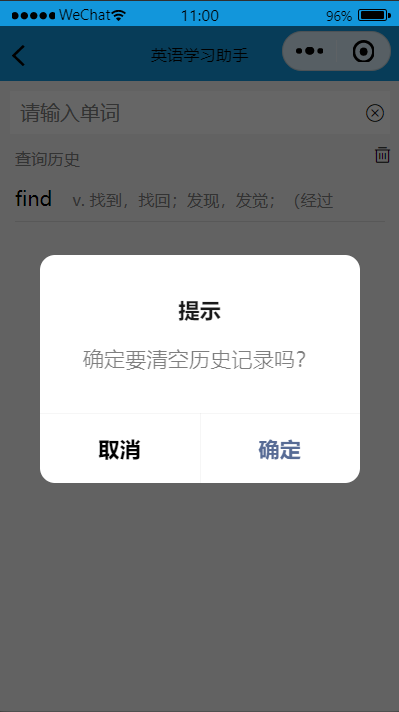 WeChat 11:00 96%
英语学习助手
请输入单词
查询历史
find v. 找到，找回；发现，发觉；（经过
提示
确定要清空历史记录吗？
取消 确定